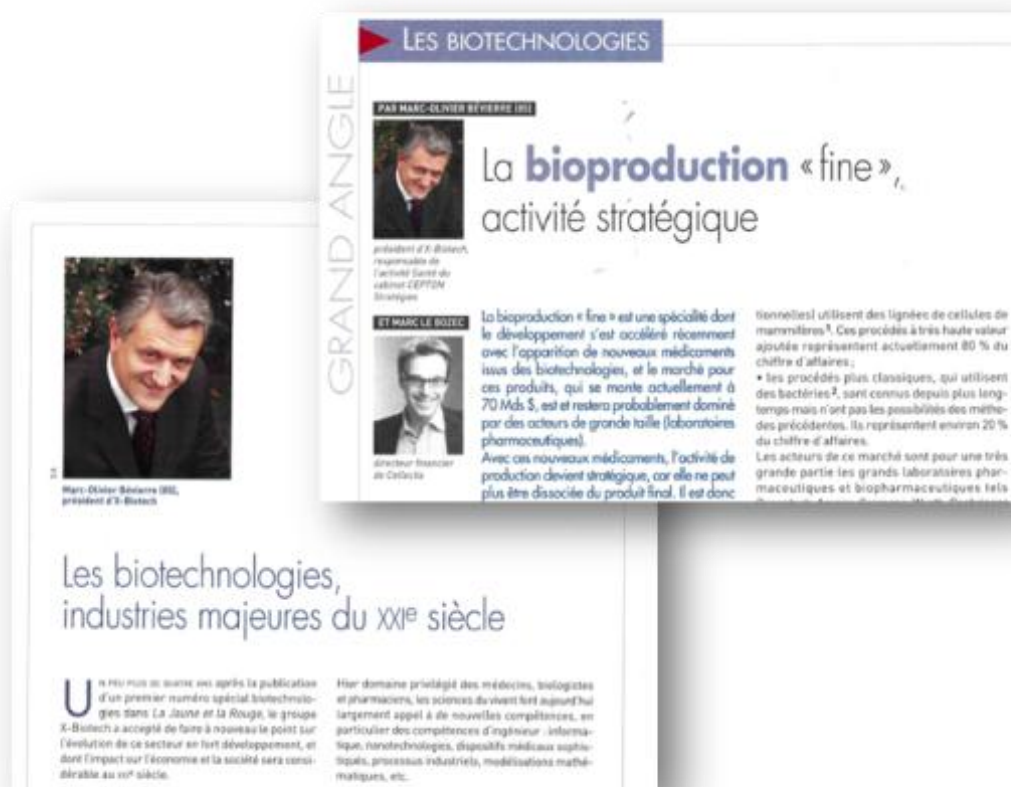 LES BIOTECHNOLOGIES
GRAND ANGLE
PAR MARC-OLIVIER BÉVIERRE (85)
président d'X-Biotech,
responsable de
l'activité Santé du
cabinet CEPTON
Stratégies
ET MARC LE BOZEC
directeur financier
de Cellectis
La bioproduction « fine »,
activité stratégique
La bioproduction « fine » est une spécialité dont
le développement s'est accéléré récemment
avec l'apparition de nouveaux médicaments
issus des biotechnologies, et le marché pour
ces produits, qui se monte actuellement à
70 Mds $, est et restera probablement dominé
par des acteurs de grande taille (laboratoires
pharmaceutiques).
Avec ces nouveaux médicaments, l'activité de
production devient stratégique, car elle ne peut
plus être dissociée du produit final. Il est donc
tionnelles) utilisent des lignées de cellules de
mammifères 1. Ces procédés à très haute valeur
ajoutée représentent actuellement 80 % du
chiffre d'affaires ;
• les procédés plus classiques, qui utilisent
des bactéries 2, sont connus depuis plus long-
temps mais n'ont pas les possibilités des métho-
des précédentes. Ils représentent environ 20 %
du chiffre d'affaires.
Les acteurs de ce marché sont pour une très
grande partie les grands laboratoires phar-
maceutiques et biopharmaceutiques tels
Marc-Olivier Bévierre (85),
président d'X-Biotech
Les biotechnologies,
industries majeures du XXIe siècle
UN PEU PLUS DE QUATRE ANS après la publication
d'un premier numéro spécial biotechnolo-
gies dans La Jaune et la Rouge, le groupe
X-Biotech a accepté de faire à nouveau le point sur
l'évolution de ce secteur en fort développement, et
dont l'impact sur l'économie et la société sera consi-
dérable au XXIe siècle.
Hier domaine privilégié des médecins, biologistes
et pharmaciens, les sciences du vivant font aujourd'hui
largement appel à de nouvelles compétences, en
particulier des compétences d'ingénieur : informa-
tique, nanotechnologies, dispositifs médicaux sophis-
tiqués, processus industriels, modélisations mathé-
matiques, etc.